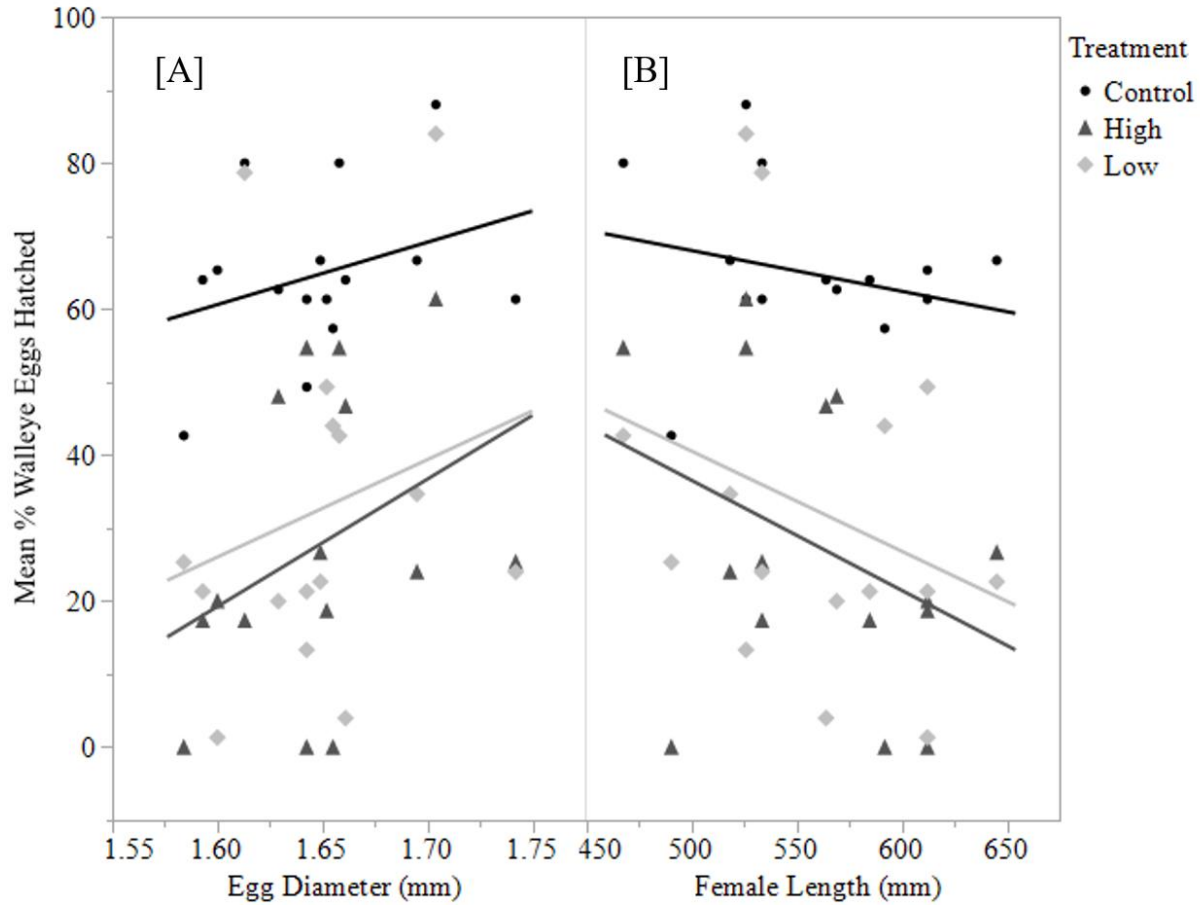 100
80
60
40
20
0
Mean % Walleye Eggs Hatched
[A]
[B]
1.55 1.60 1.65 1.70 1.75
Egg Diameter (mm)
450 500 550 600 650
Female Length (mm)
Treatment
Control
High
Low